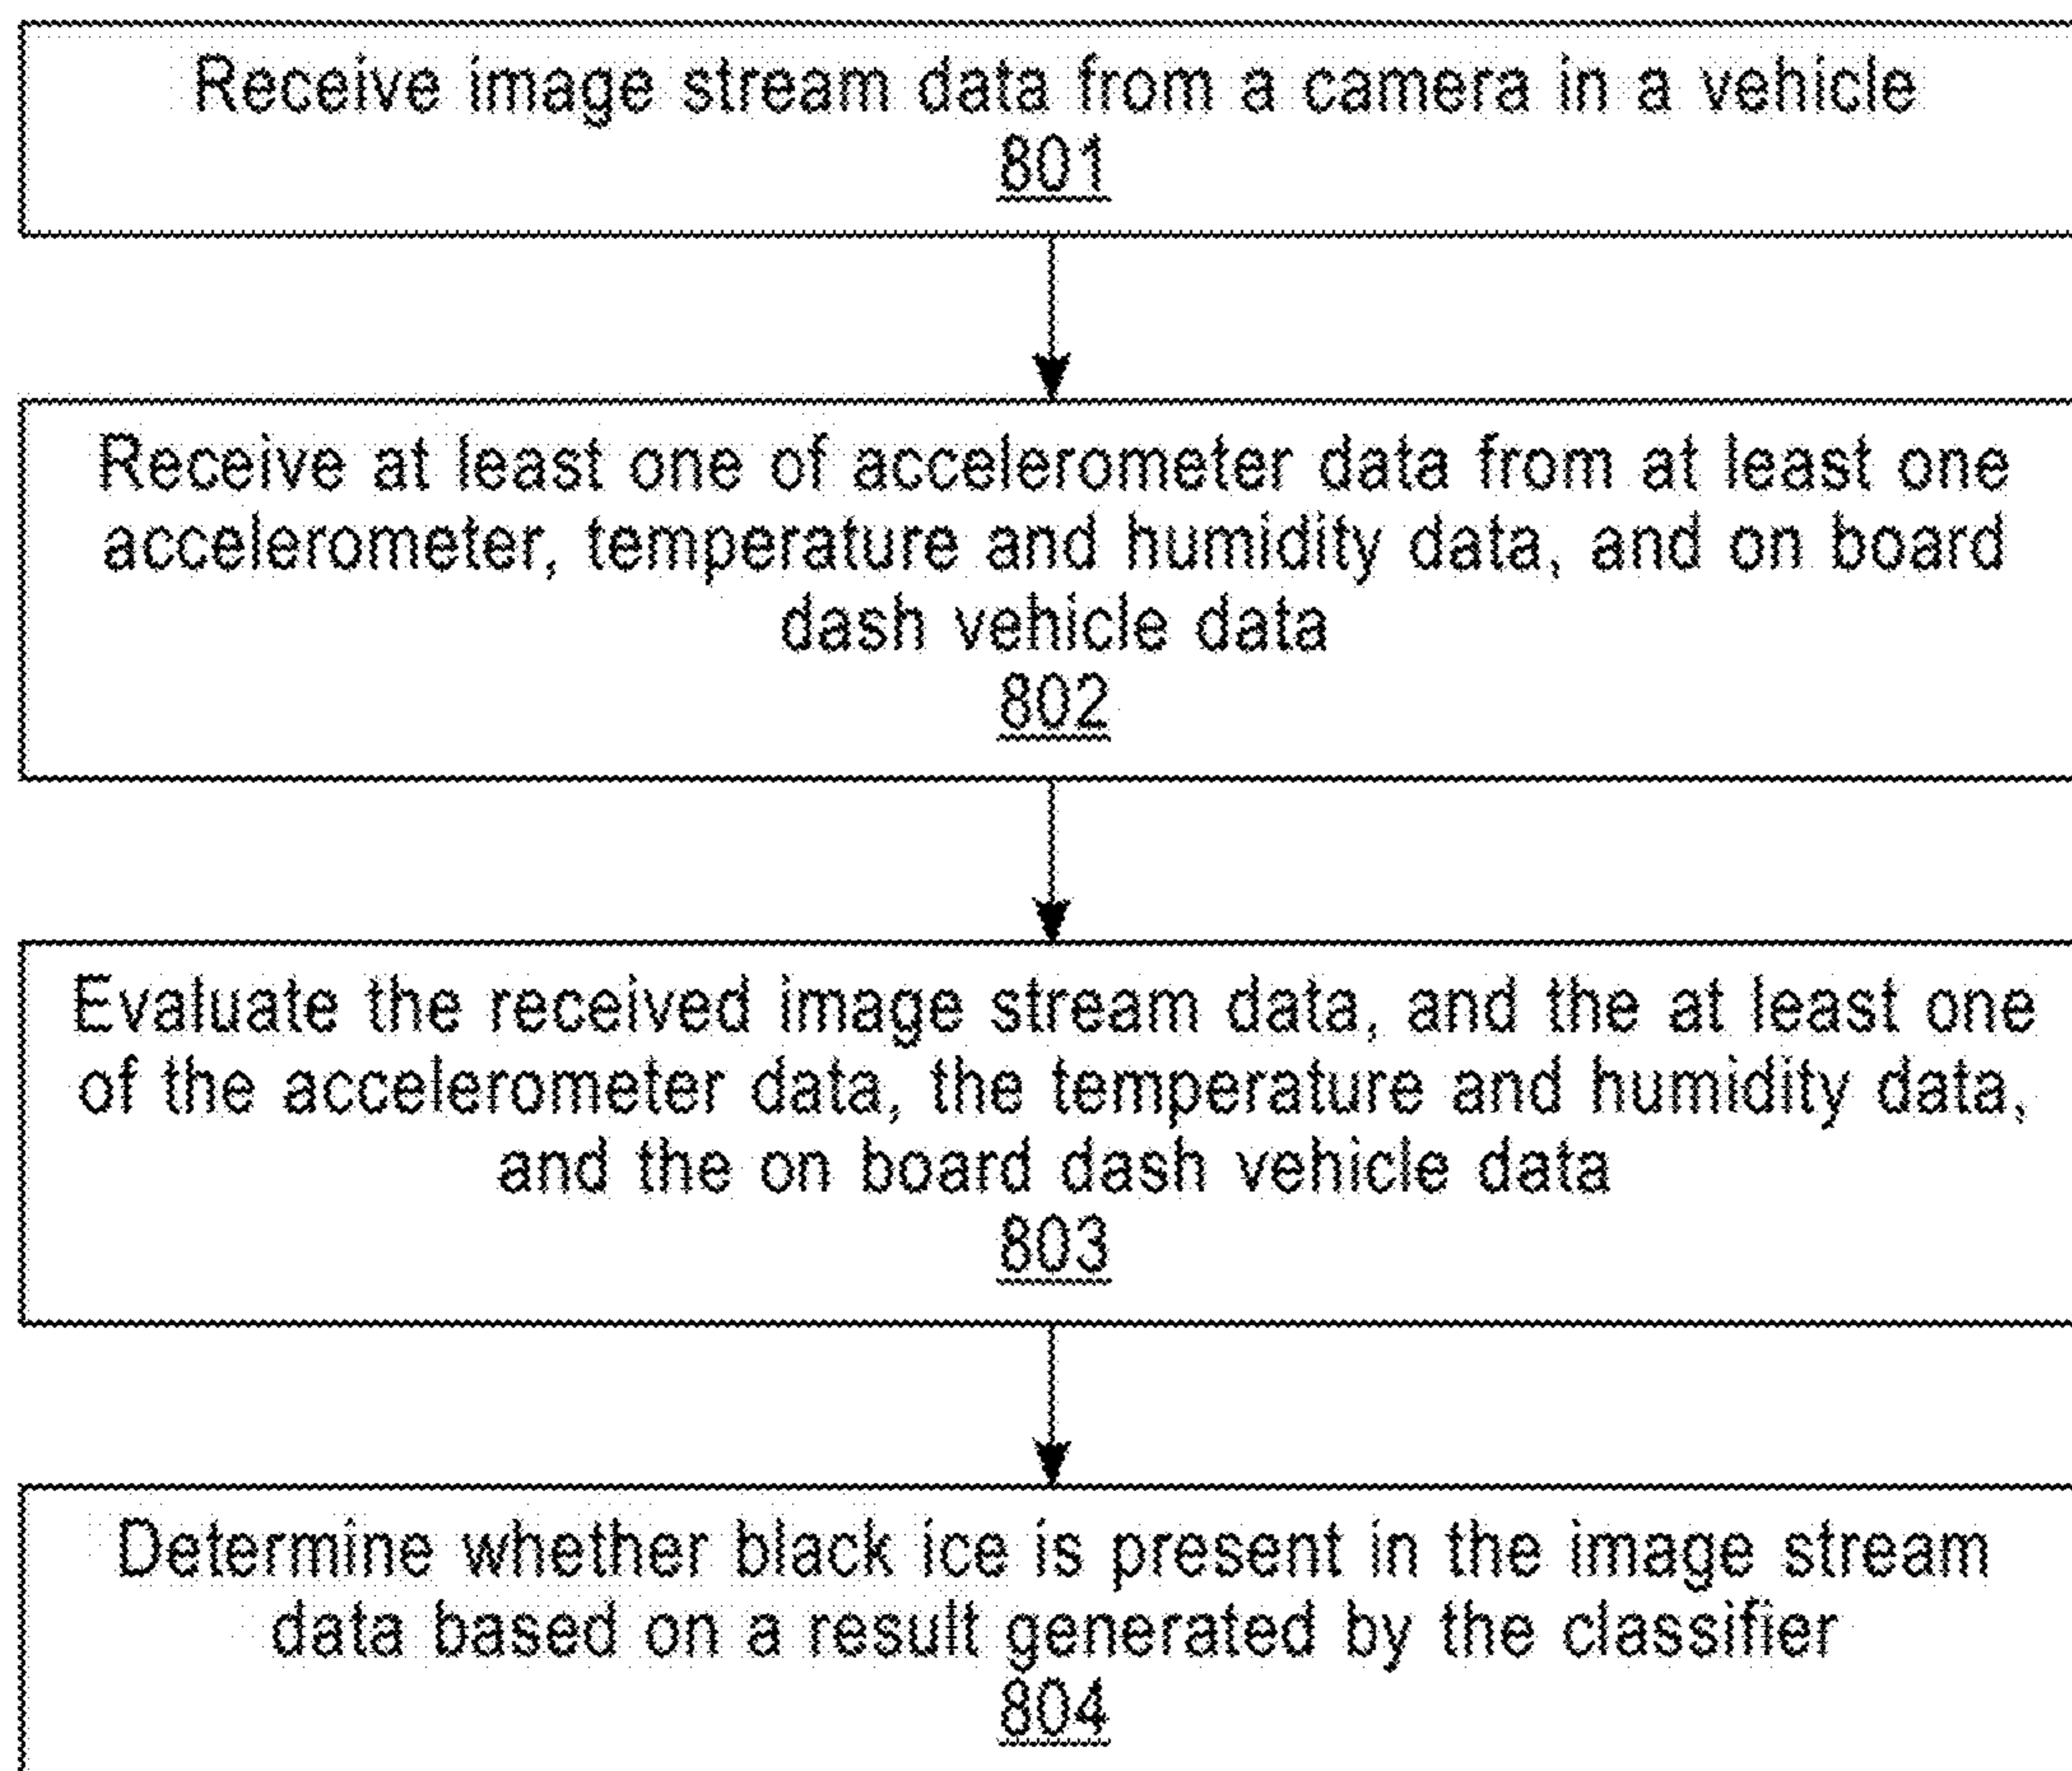 Receive image stream data from a camera in a vehicle
801
Receive at least one of accelerometer data from at least one
accelerometer, temperature and humidity data, and on board
dash vehicle data
802
Evaluate the received image stream data, and the at least one
of the accelerometer data, the temperature and humidity data,
and the on board dash vehicle data
803
Determine whether black ice is present in the image stream
data based on a result generated by the classifier
804